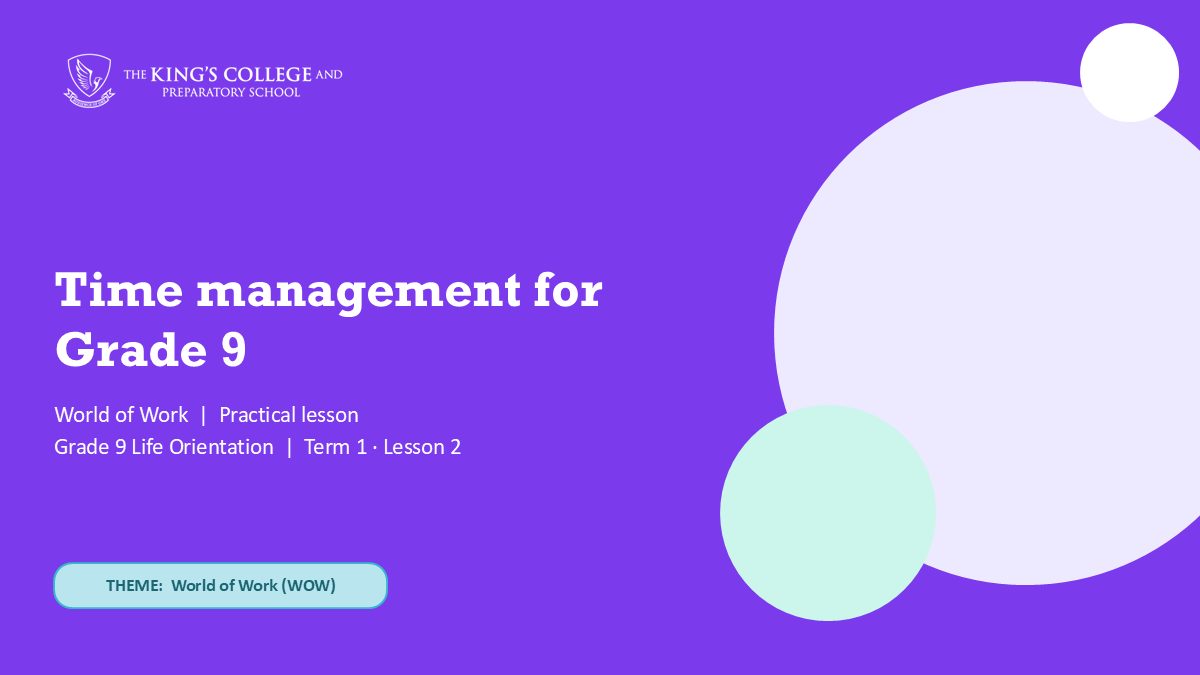 THE KING'S COLLEGE AND
PREPARATORY SCHOOL
Time management for
Grade 9
World of Work | Practical lesson
Grade 9 Life Orientation | Term 1 · Lesson 2
THEME: World of Work (WOW)